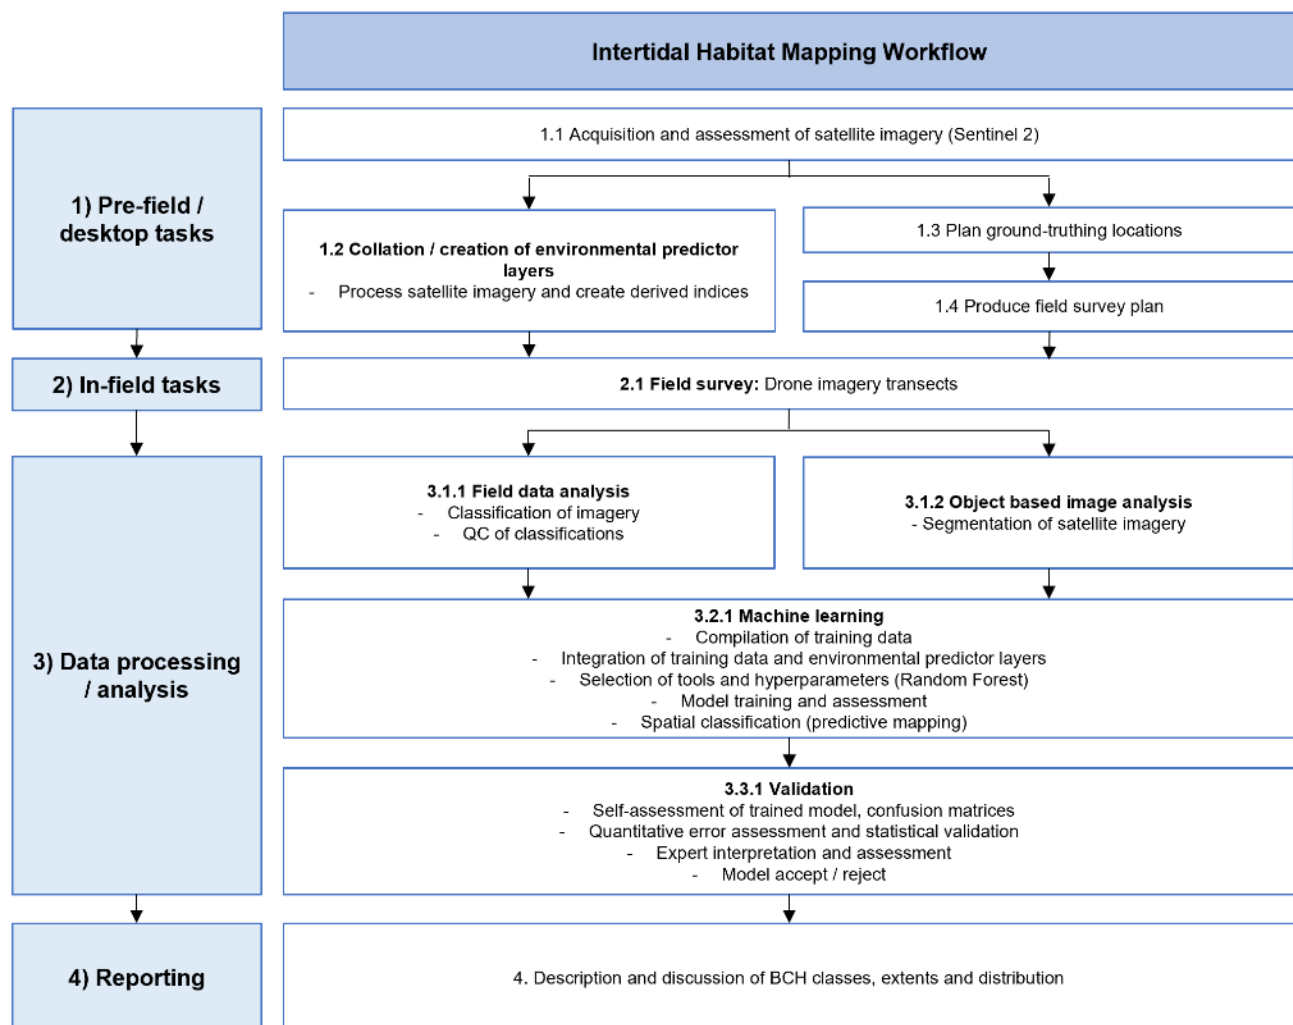 Intertidal Habitat Mapping Workflow
1) Pre-field /
desktop tasks
1.1 Acquisition and assessment of satellite imagery (Sentinel 2)
1.2 Collation / creation of environmental predictor
layers
- Process satellite imagery and create derived indices
1.3 Plan ground-truthing locations
1.4 Produce field survey plan
2) In-field tasks
2.1 Field survey: Drone imagery transects
3) Data processing
/ analysis
3.1.1 Field data analysis
- Classification of imagery
- QC of classifications
3.1.2 Object based image analysis
- Segmentation of satellite imagery
3.2.1 Machine learning
- Compilation of training data
- Integration of training data and environmental predictor layers
- Selection of tools and hyperparameters (Random Forest)
- Model training and assessment
- Spatial classification (predictive mapping)
3.3.1 Validation
- Self-assessment of trained model, confusion matrices
- Quantitative error assessment and statistical validation
- Expert interpretation and assessment
- Model accept / reject
4) Reporting
4. Description and discussion of BCH classes, extents and distribution